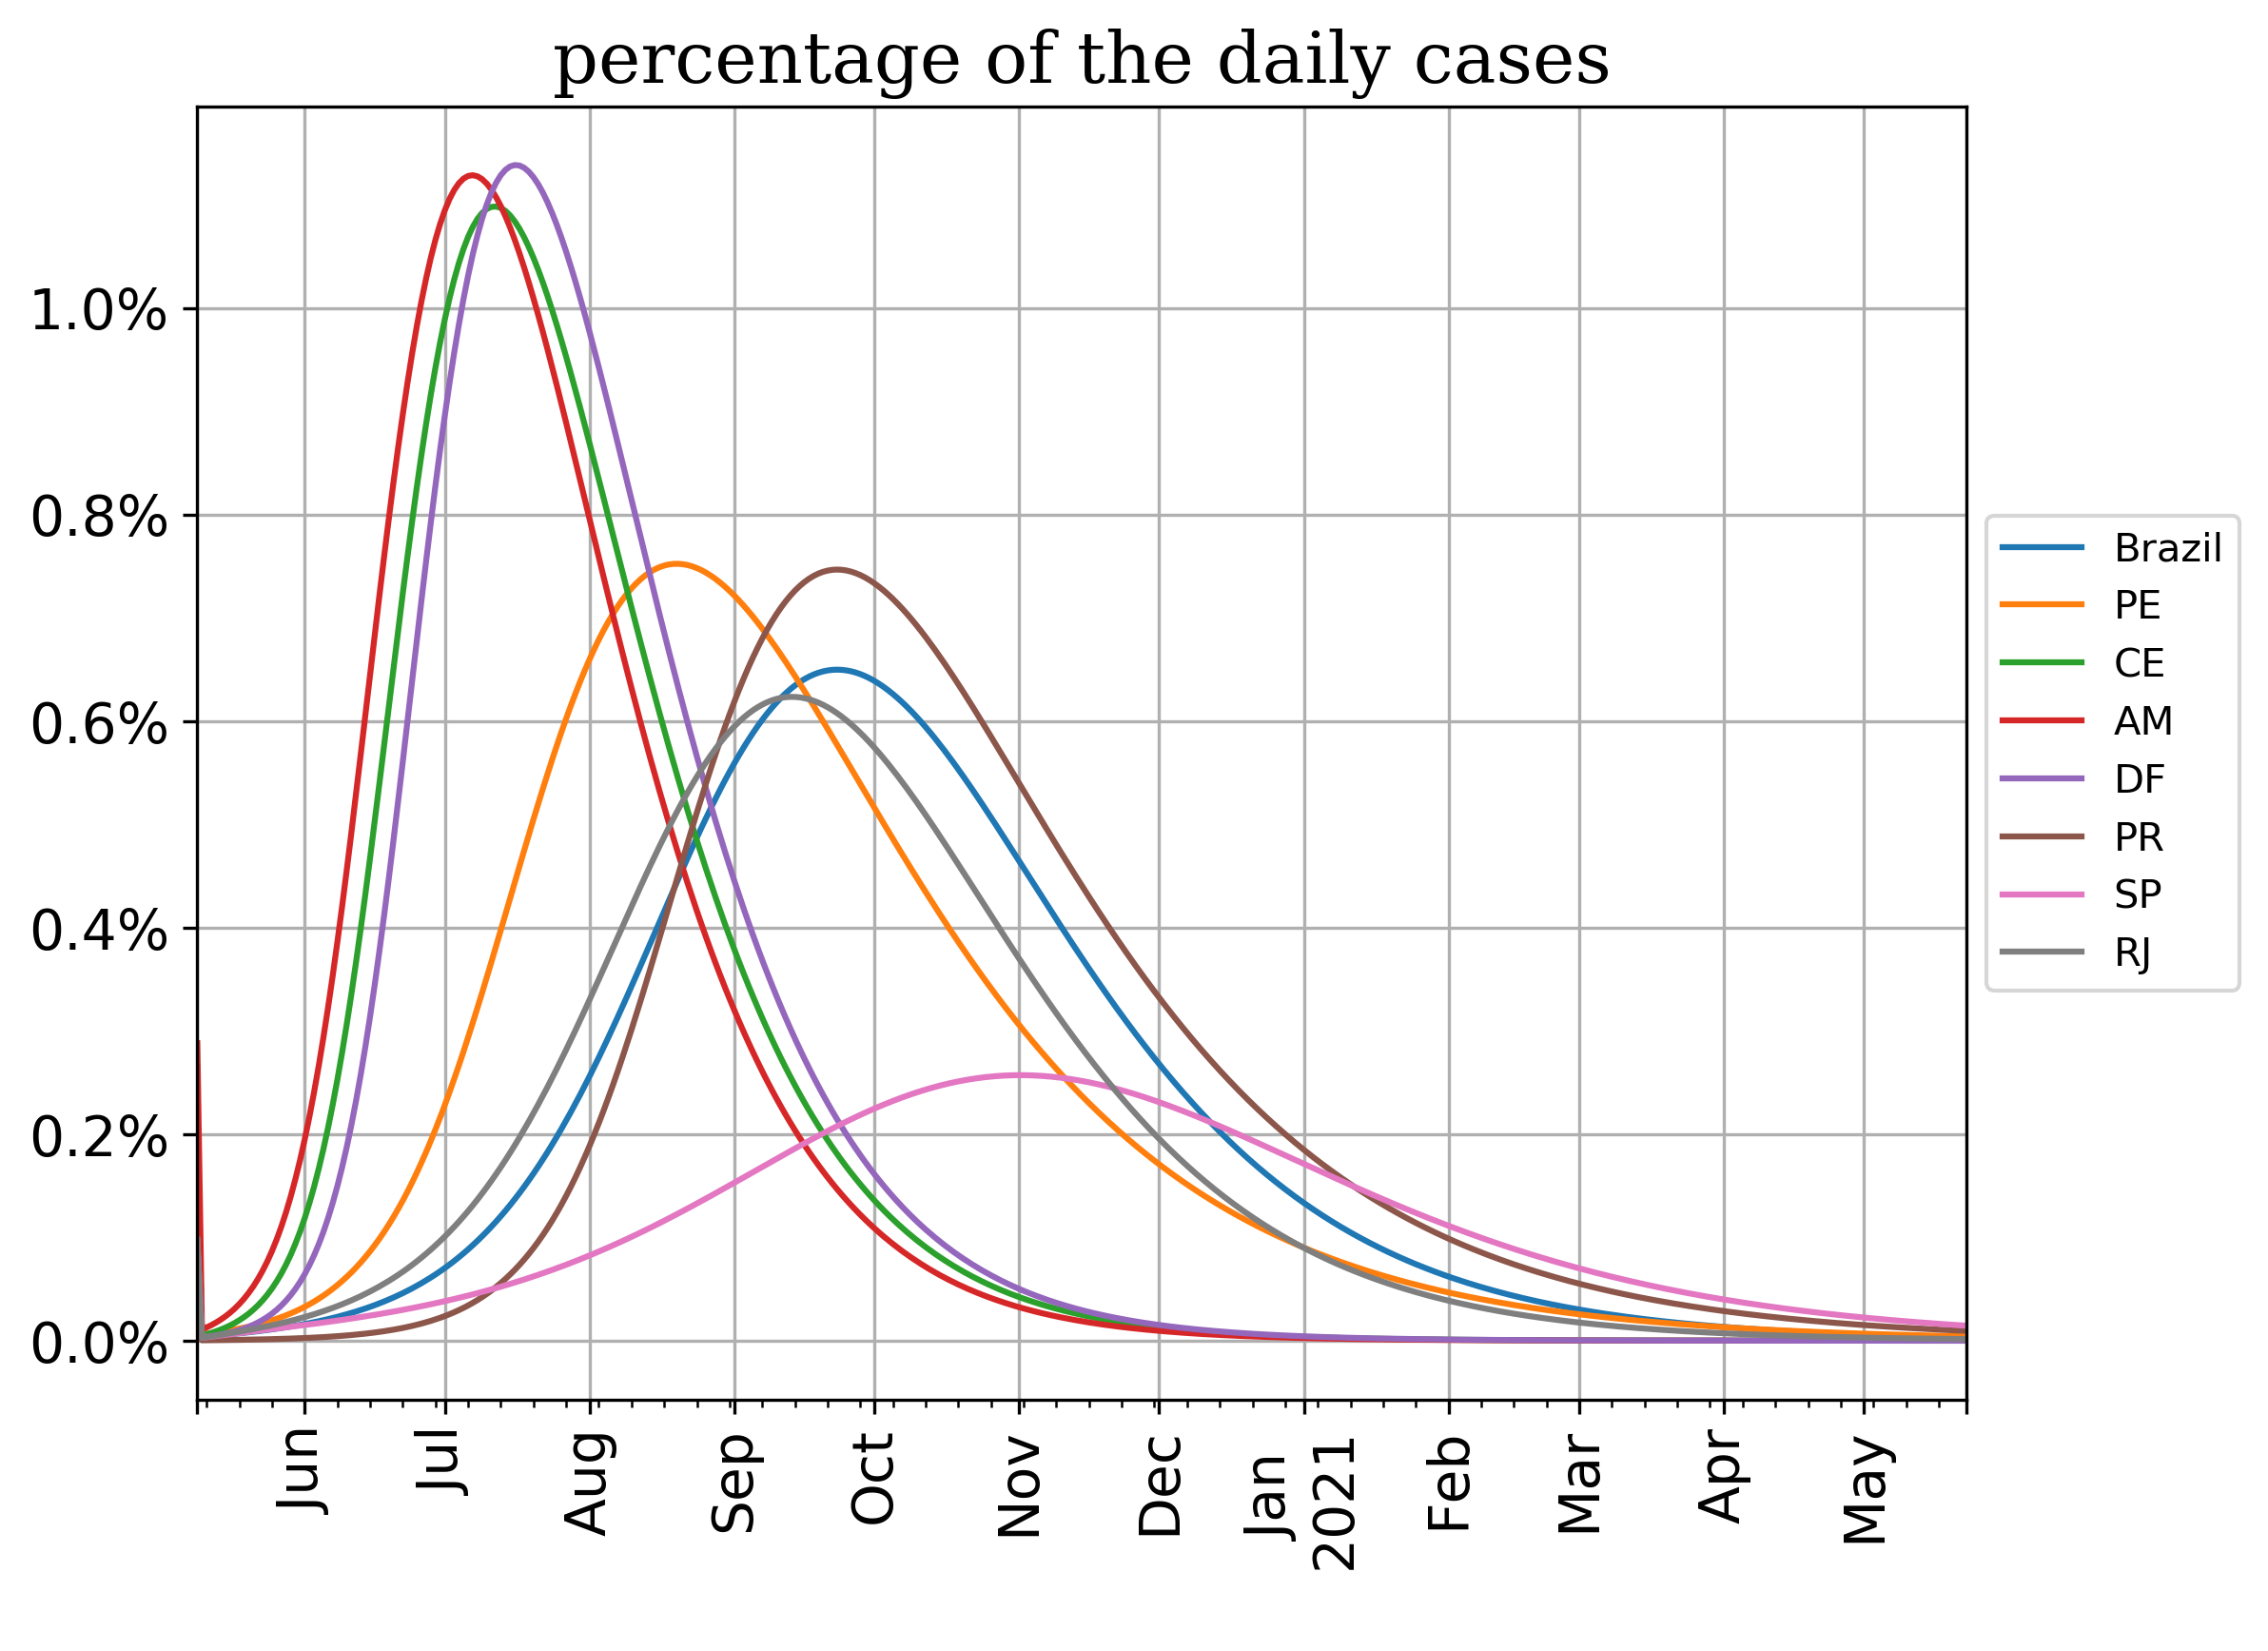 percentage of the daily cases
1.0%
0.8%
0.6%
0.4%
0.2%
0.0%
Jun
Jul
Aug
Sep
Oct
Nov
Dec
Jan
2021
Feb
Mar
Apr
May
Brazil
PE
CE
AM
DF
PR
SP
RJ